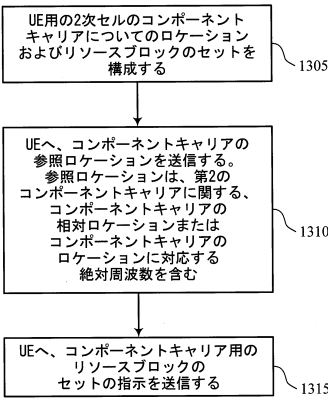 UE用の2次セルのコンポーネント
キャリアについてのロケーション
およびリソースブロックのセットを
構成する
1305
UEへ、コンポーネントキャリアの
参照ロケーションを送信する。
参照ロケーションは、第2の
コンポーネントキャリアに関する、
コンポーネントキャリアの
相対ロケーションまたは
コンポーネントキャリアの
ロケーションに対応する
絶対周波数を含む
1310
UEへ、コンポーネントキャリア用の
リソースブロックの
セットの指示を送信する
1315